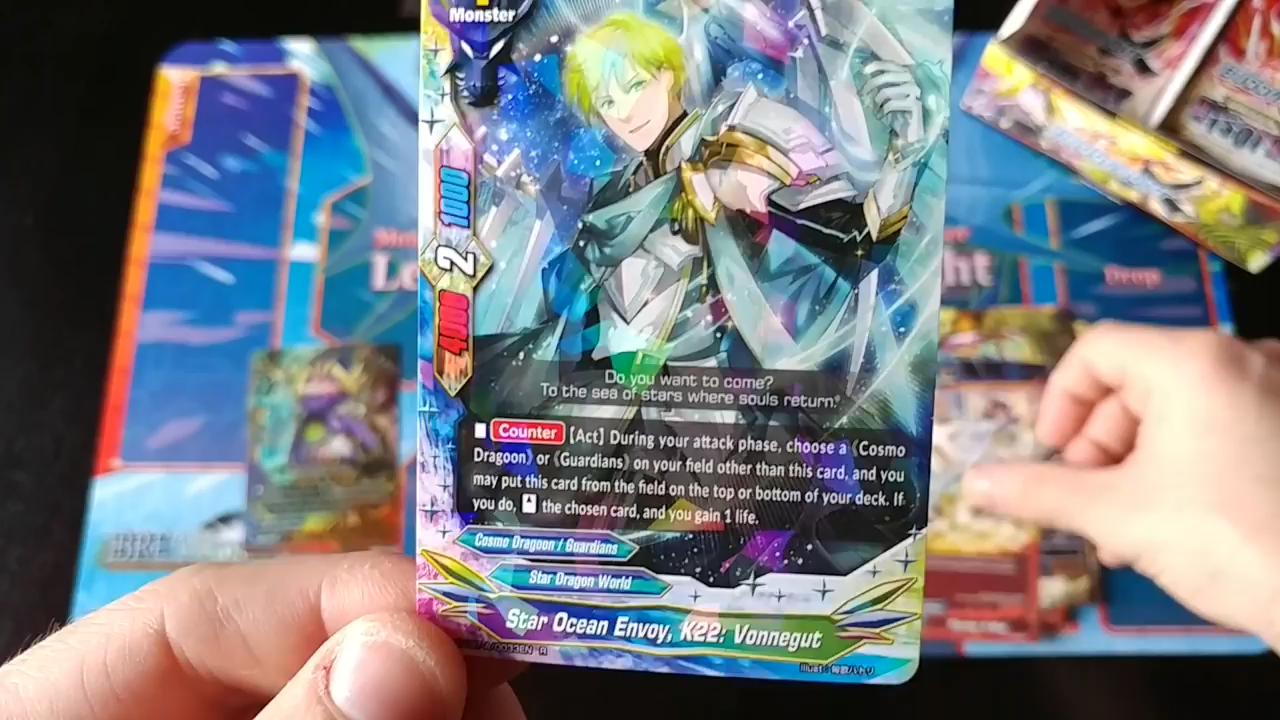 Monster
1000
2
4000
Do you want to come?
To the sea of stars where souls return.
Counter [Act] During your attack phase, choose a 《Cosmo
Dragoon》 or 《Guardians》 on your field other than this card, and you
may put this card from the field on the top or bottom of your deck. If
you do, the chosen card, and you gain 1 life.
Cosmo Dragoon / Guardians
Star Dragon World
Star Ocean Envoy, K22: Vonnegut
Drop